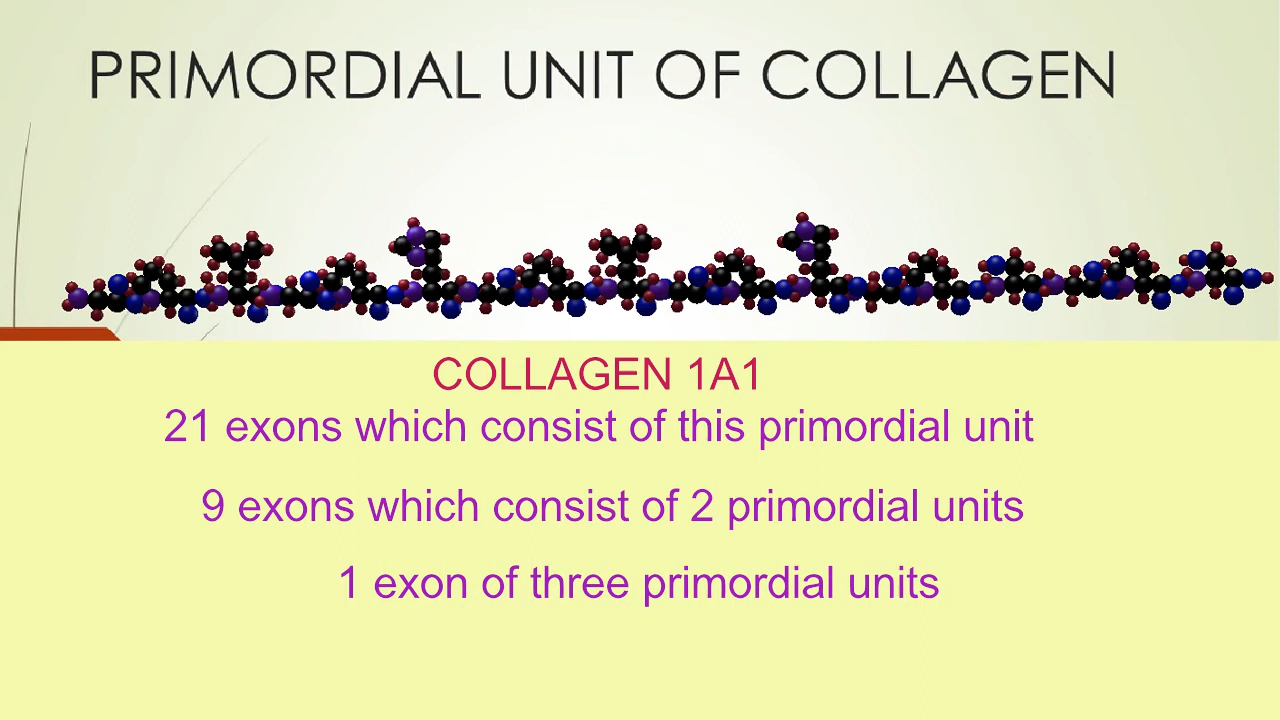 PRIMORDIAL UNIT OF COLLAGEN
COLLAGEN 1A1
21 exons which consist of this primordial unit
9 exons which consist of 2 primordial units
1 exon of three primordial units